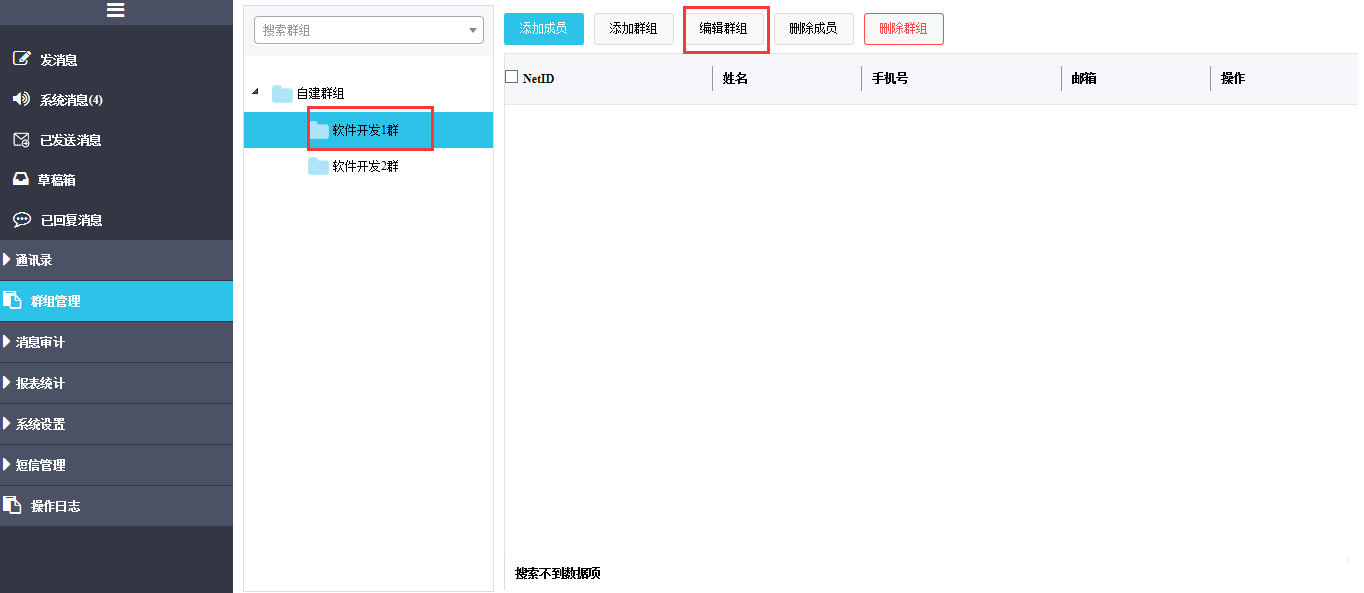 发消息
系统消息(4)
已发送消息
草稿箱
已回复消息
通讯录
群组管理
消息审计
报表统计
系统设置
短信管理
操作日志
搜索群组
自建群组
软件开发1群
软件开发2群
添加成员 添加群组 编辑群组 删除成员 删除群组
NetID 姓名 手机号 邮箱 操作
搜索不到数据项